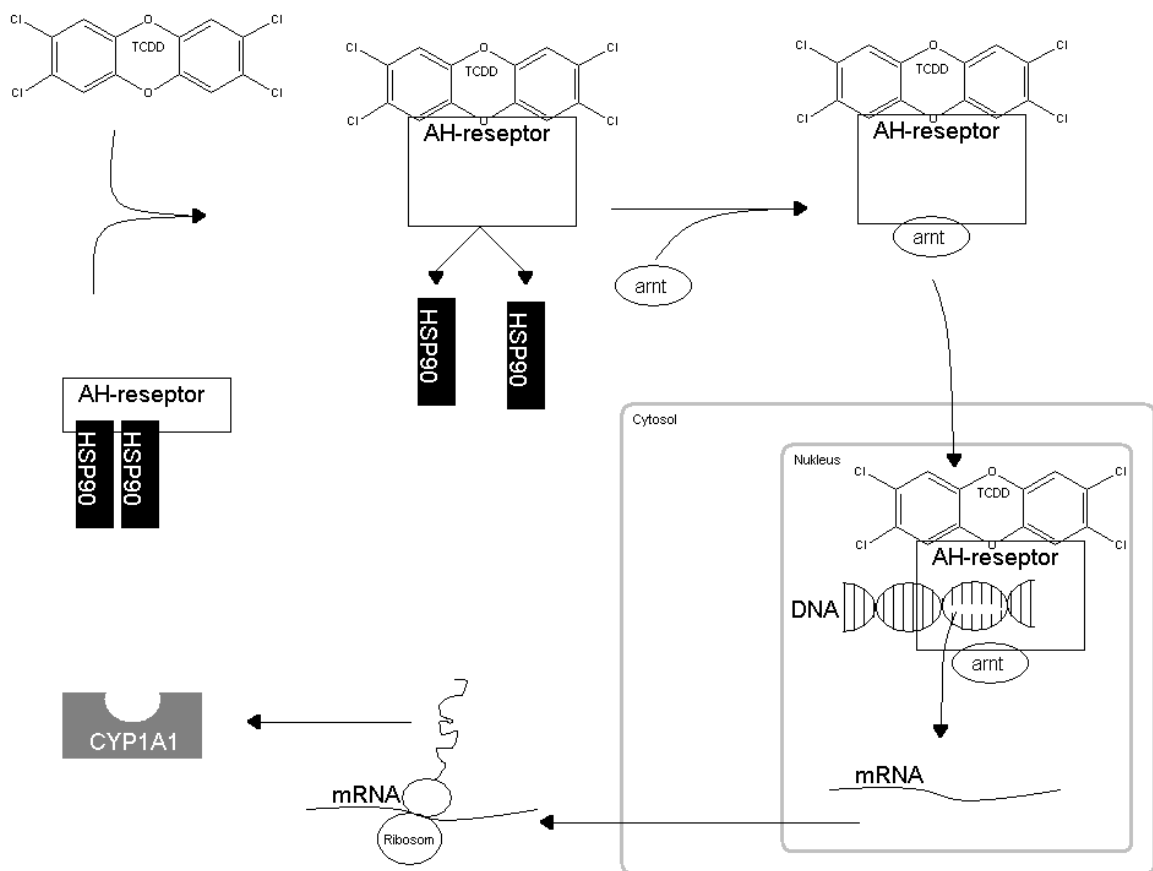 Cl
O
Cl
TCDD
Cl
O
Cl
Cl
O
Cl
TCDD
Cl
O
Cl
AH-reseptor
Cl
O
Cl
TCDD
Cl
O
Cl
AH-reseptor
arnt
arnt
HSP90
HSP90
AH-reseptor
HSP90
HSP90
Cytosol
Nukleus
Cl
O
Cl
TCDD
Cl
O
Cl
AH-reseptor
DNA
arnt
CYP1A1
mRNA
mRNA
Ribosom